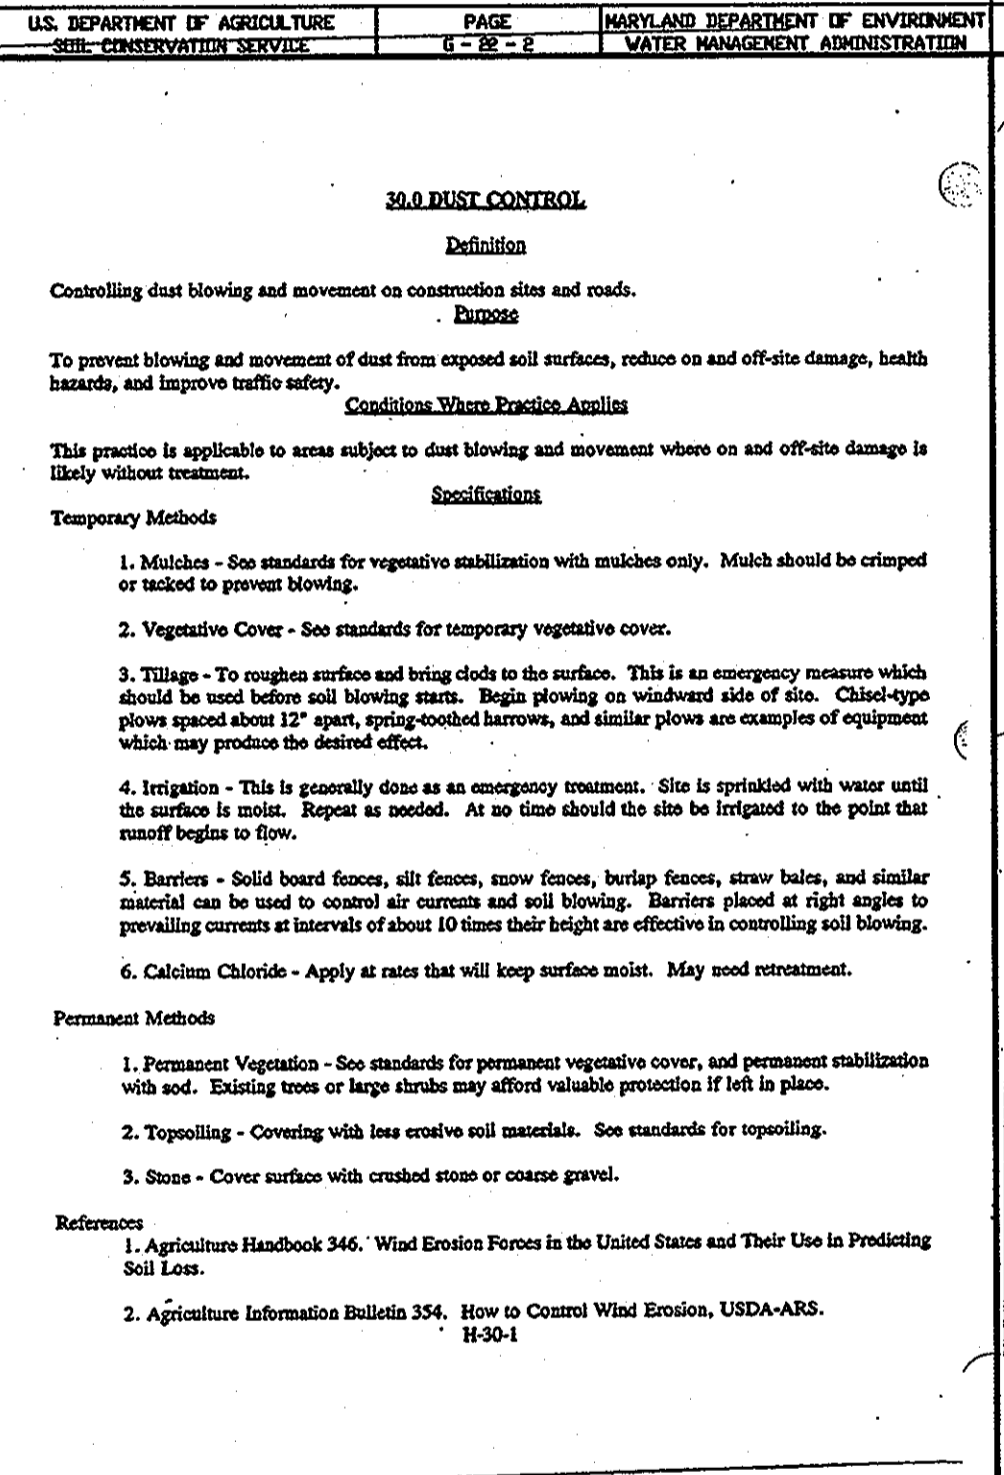 U.S. DEPARTMENT OF AGRICULTURE
SOIL CONSERVATION SERVICE
PAGE
G - 22 - 2
MARYLAND DEPARTMENT OF ENVIRONMENT
WATER MANAGEMENT ADMINISTRATION
30.0 DUST CONTROL
Definition
Controlling dust blowing and movement on construction sites and roads.
Purpose
To prevent blowing and movement of dust from exposed soil surfaces, reduce on and off-site damage, health
hazards, and improve traffic safety.
Conditions Where Practice Applies
This practice is applicable to areas subject to dust blowing and movement where on and off-site damage is
likely without treatment.
Specifications
Temporary Methods
1. Mulches - See standards for vegetative stabilization with mulches only. Mulch should be crimped
or tacked to prevent blowing.
2. Vegetative Cover - See standards for temporary vegetative cover.
3. Tillage - To roughen surface and bring clods to the surface. This is an emergency measure which
should be used before soil blowing starts. Begin plowing on windward side of site. Chisel-type
plows spaced about 12" apart, spring-toothed harrows, and similar plows are examples of equipment
which may produce the desired effect.
4. Irrigation - This is generally done as an emergency treatment. Site is sprinkled with water until
the surface is moist. Repeat as needed. At no time should the site be irrigated to the point that
runoff begins to flow.
5. Barriers - Solid board fences, silt fences, snow fences, burlap fences, straw bales, and similar
material can be used to control air currents and soil blowing. Barriers placed at right angles to
prevailing currents at intervals of about 10 times their height are effective in controlling soil blowing.
6. Calcium Chloride - Apply at rates that will keep surface moist. May need retreatment.
Permanent Methods
1. Permanent Vegetation - See standards for permanent vegetative cover, and permanent stabilization
with sod. Existing trees or large shrubs may afford valuable protection if left in place.
2. Topsoiling - Covering with less erosive soil materials. See standards for topsoiling.
3. Stone - Cover surface with crushed stone or coarse gravel.
References
1. Agriculture Handbook 346. Wind Erosion Forces in the United States and Their Use in Predicting
Soil Loss.
2. Agriculture Information Bulletin 354. How to Control Wind Erosion, USDA-ARS.
H-30-1